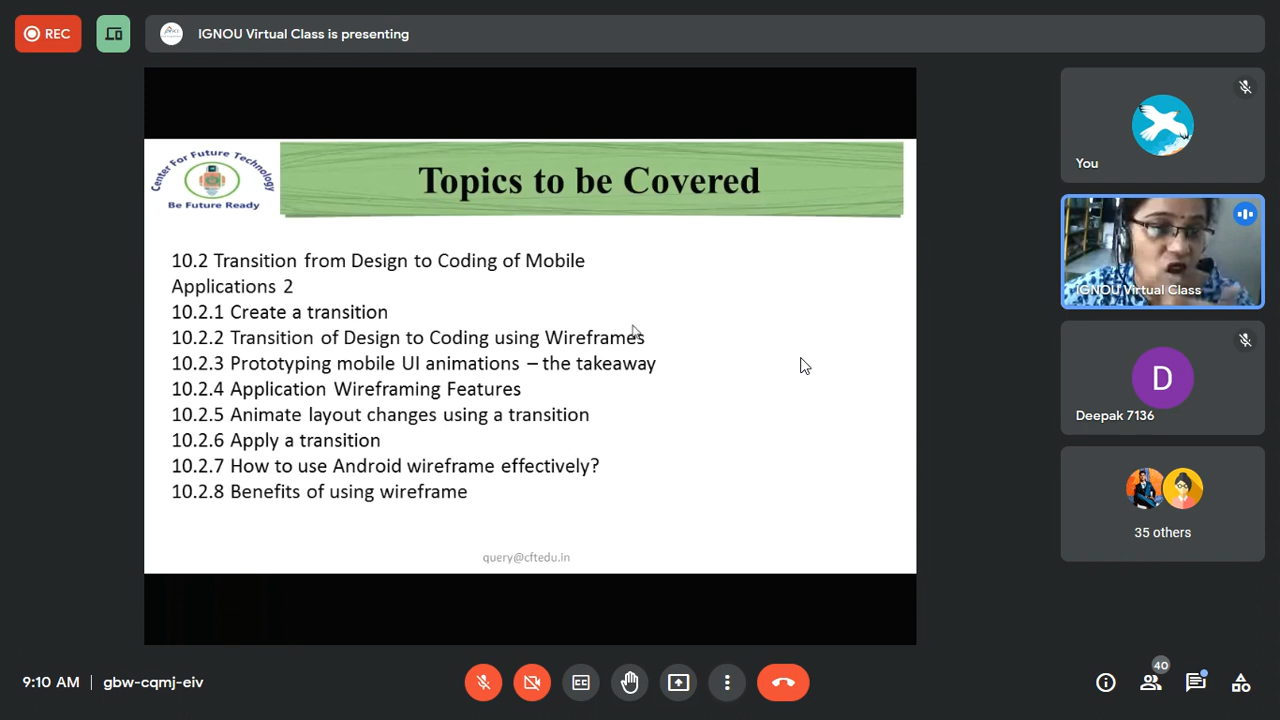 REC
IGNOU Virtual Class is presenting
Center For Future Technology
Be Future Ready
Topics to be Covered
10.2 Transition from Design to Coding of Mobile
Applications 2
10.2.1 Create a transition
10.2.2 Transition of Design to Coding using Wireframes
10.2.3 Prototyping mobile UI animations – the takeaway
10.2.4 Application Wireframing Features
10.2.5 Animate layout changes using a transition
10.2.6 Apply a transition
10.2.7 How to use Android wireframe effectively?
10.2.8 Benefits of using wireframe
query@cftedu.in
You
IGNOU Virtual Class
D
Deepak 7136
35 others
9:10 AM | gbw-cqmj-eiv
CC
40